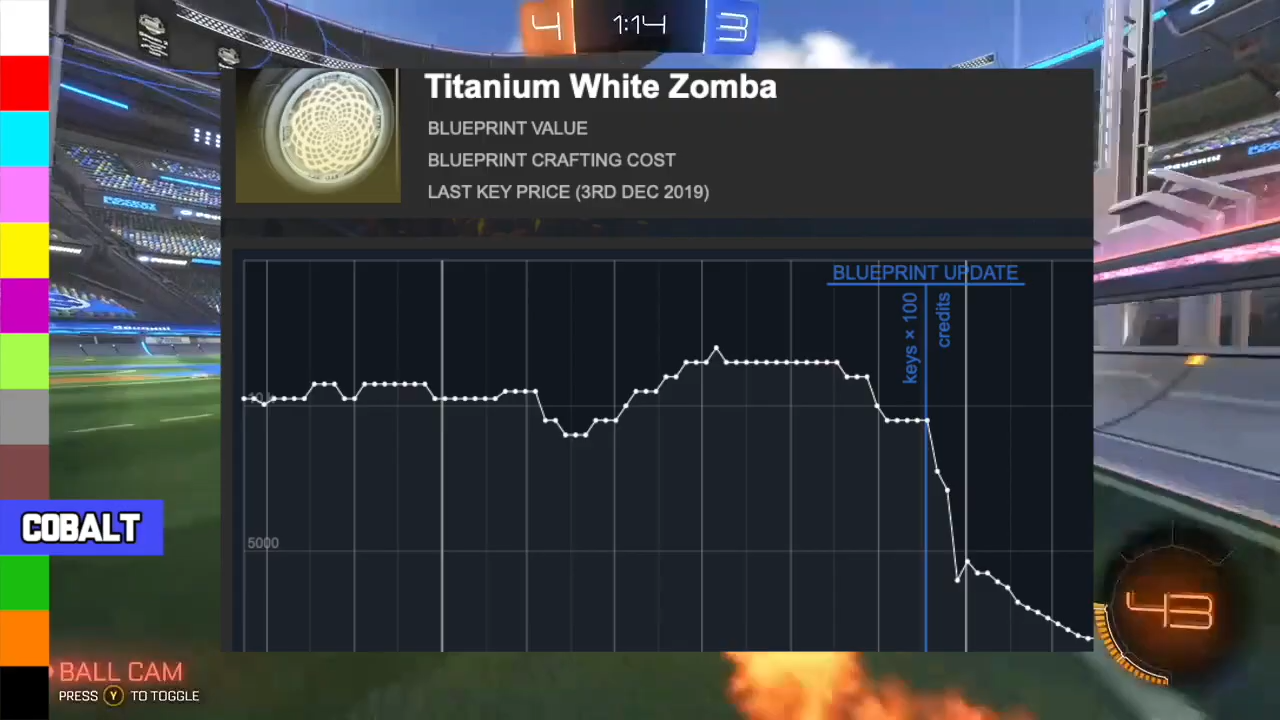 4 1:14 3
Titanium White Zomba
BLUEPRINT VALUE
BLUEPRINT CRAFTING COST
LAST KEY PRICE (3RD DEC 2019)
BLUEPRINT UPDATE
keys × 100
credits
5000
COBALT
43
BALL CAM
PRESS Y TO TOGGLE